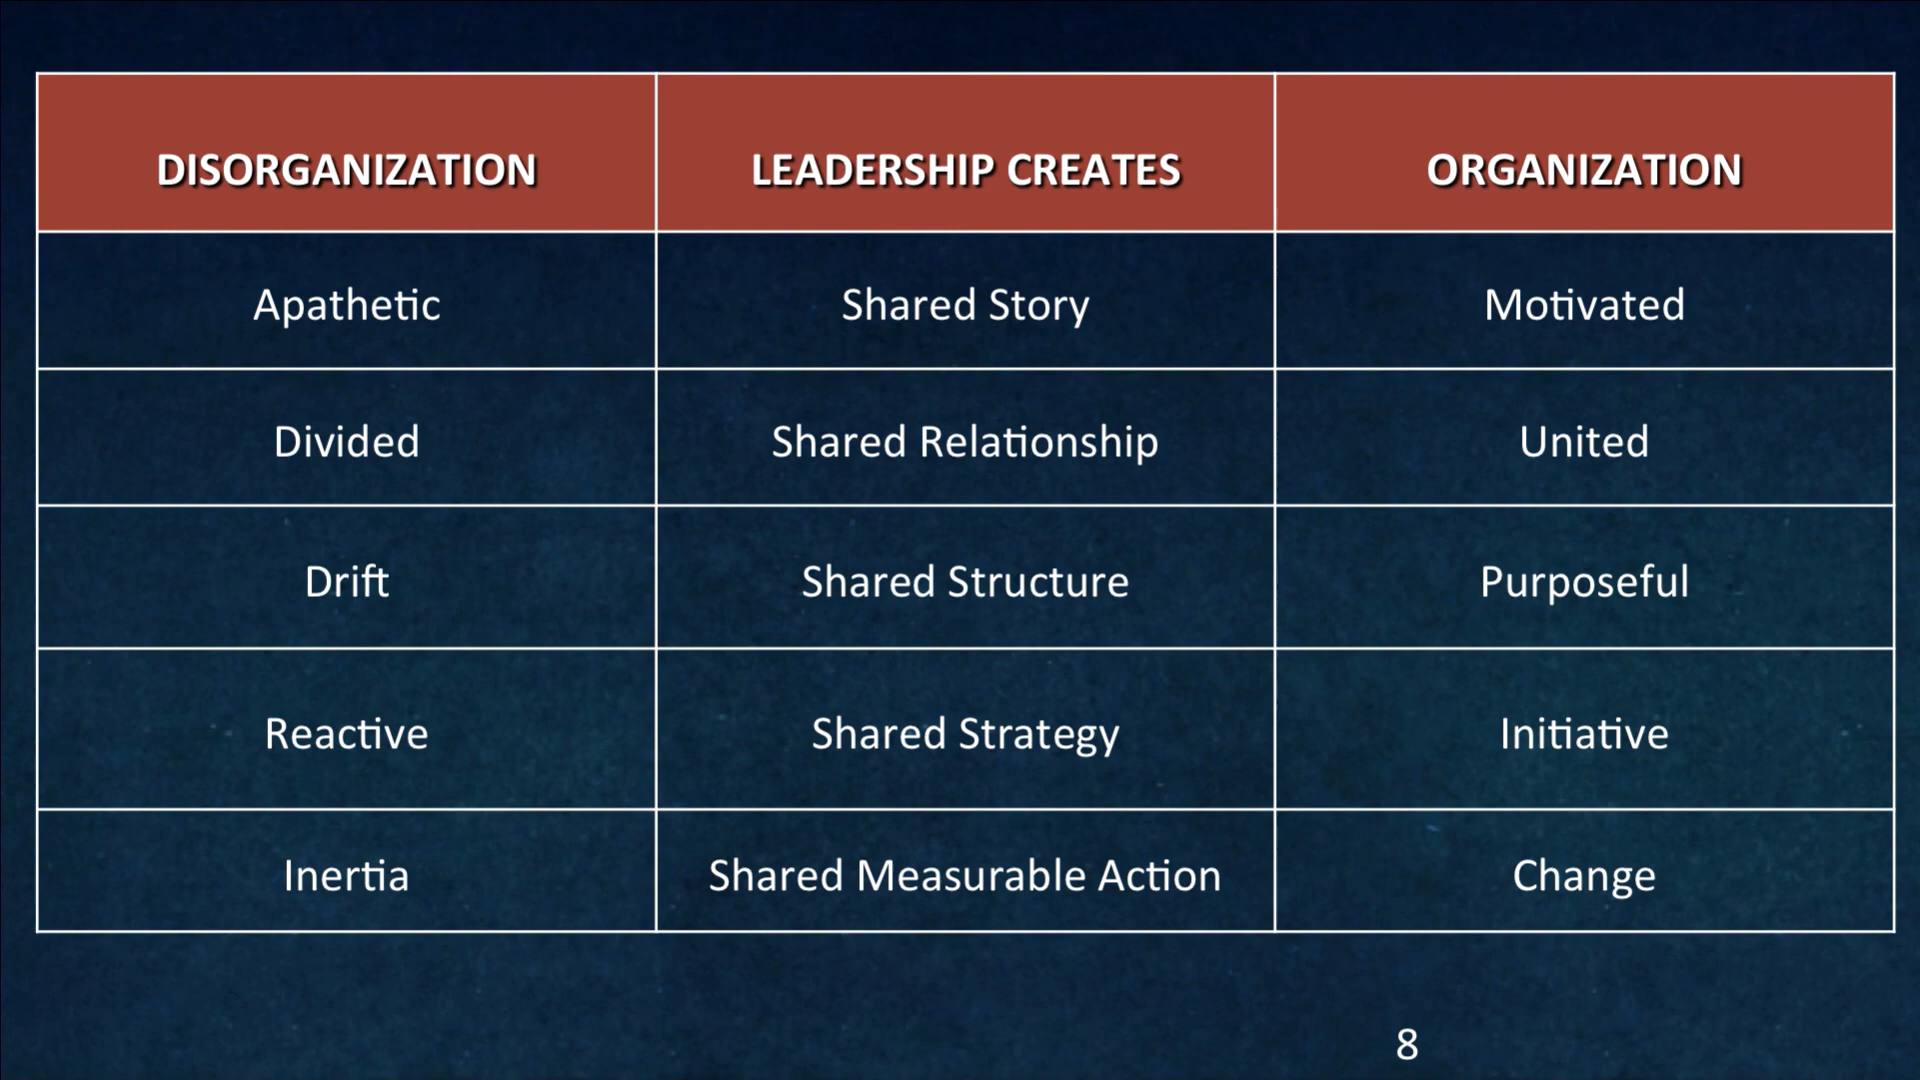 DISORGANIZATION
LEADERSHIP CREATES
ORGANIZATION
Apathetic
Shared Story
Motivated
Divided
Shared Relationship
United
Drift
Shared Structure
Purposeful
Reactive
Shared Strategy
Initiative
Inertia
Shared Measurable Action
Change
8